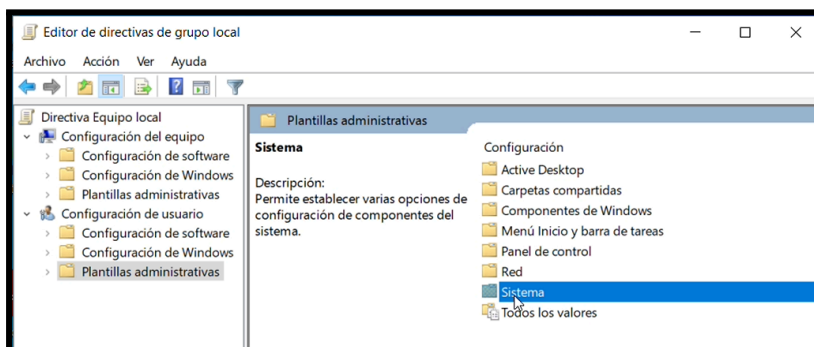 Editor de directivas de grupo local
Archivo Acción Ver Ayuda
Directiva Equipo local
Configuración del equipo
Configuración de software
Configuración de Windows
Plantillas administrativas
Configuración de usuario
Configuración de software
Configuración de Windows
Plantillas administrativas
Plantillas administrativas
Sistema
Descripción:
Permite establecer varias opciones de
configuración de componentes del
sistema.
Configuración
Active Desktop
Carpetas compartidas
Componentes de Windows
Menú Inicio y barra de tareas
Panel de control
Red
Sistema
Todos los valores